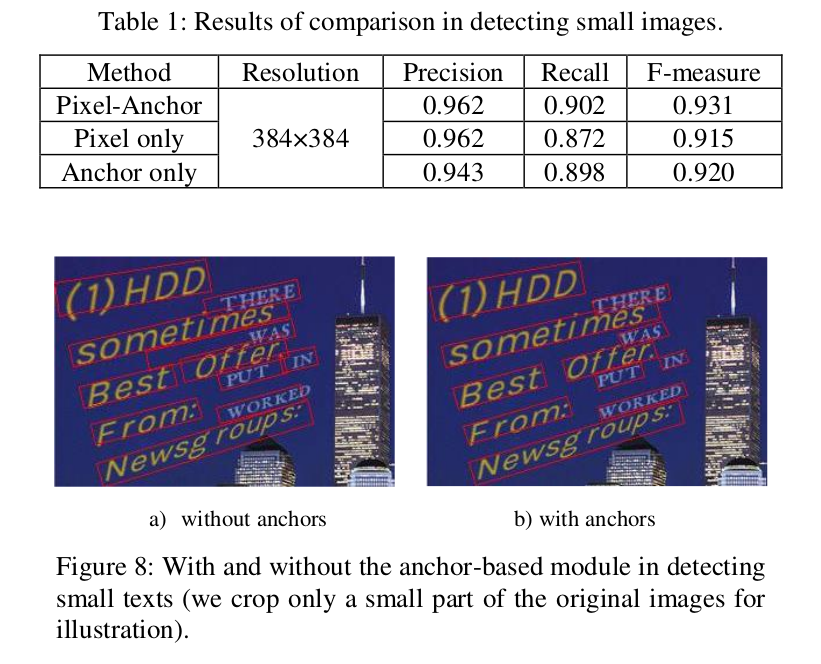 Table 1: Results of comparison in detecting small images.
Method Resolution Precision Recall F-measure
Pixel-Anchor 384×384 0.962 0.902 0.931
Pixel only 0.962 0.872 0.915
Anchor only 0.943 0.898 0.920
(1) HDD
THERE
sometimes
WAS
Best Offer.
PUT IN
From:
WORKED
Newsgroups:
(1) HDD
THERE
sometimes
WAS
Best Offer.
PUT IN
From:
WORKED
Newsgroups:
a) without anchors
b) with anchors
Figure 8: With and without the anchor-based module in detecting
small texts (we crop only a small part of the original images for
illustration).